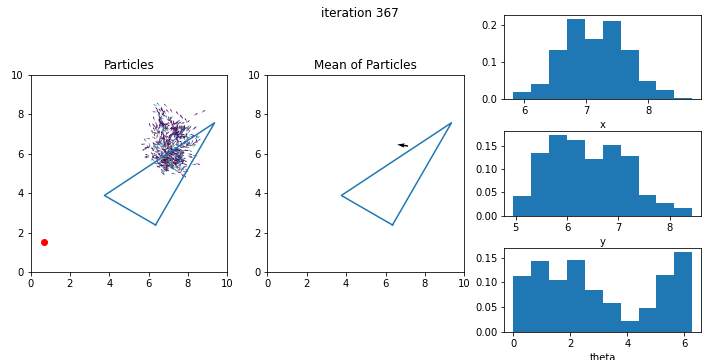 iteration 367
Particles
10
8
6
4
2
0
0 2 4 6 8 10
Mean of Particles
10
8
6
4
2
0
0 2 4 6 8 10
0.2
0.1
0.0
6 7 8
x
0.15
0.10
0.05
0.00
5 6 7 8
y
0.15
0.10
0.05
0.00
0 2 4 6
theta